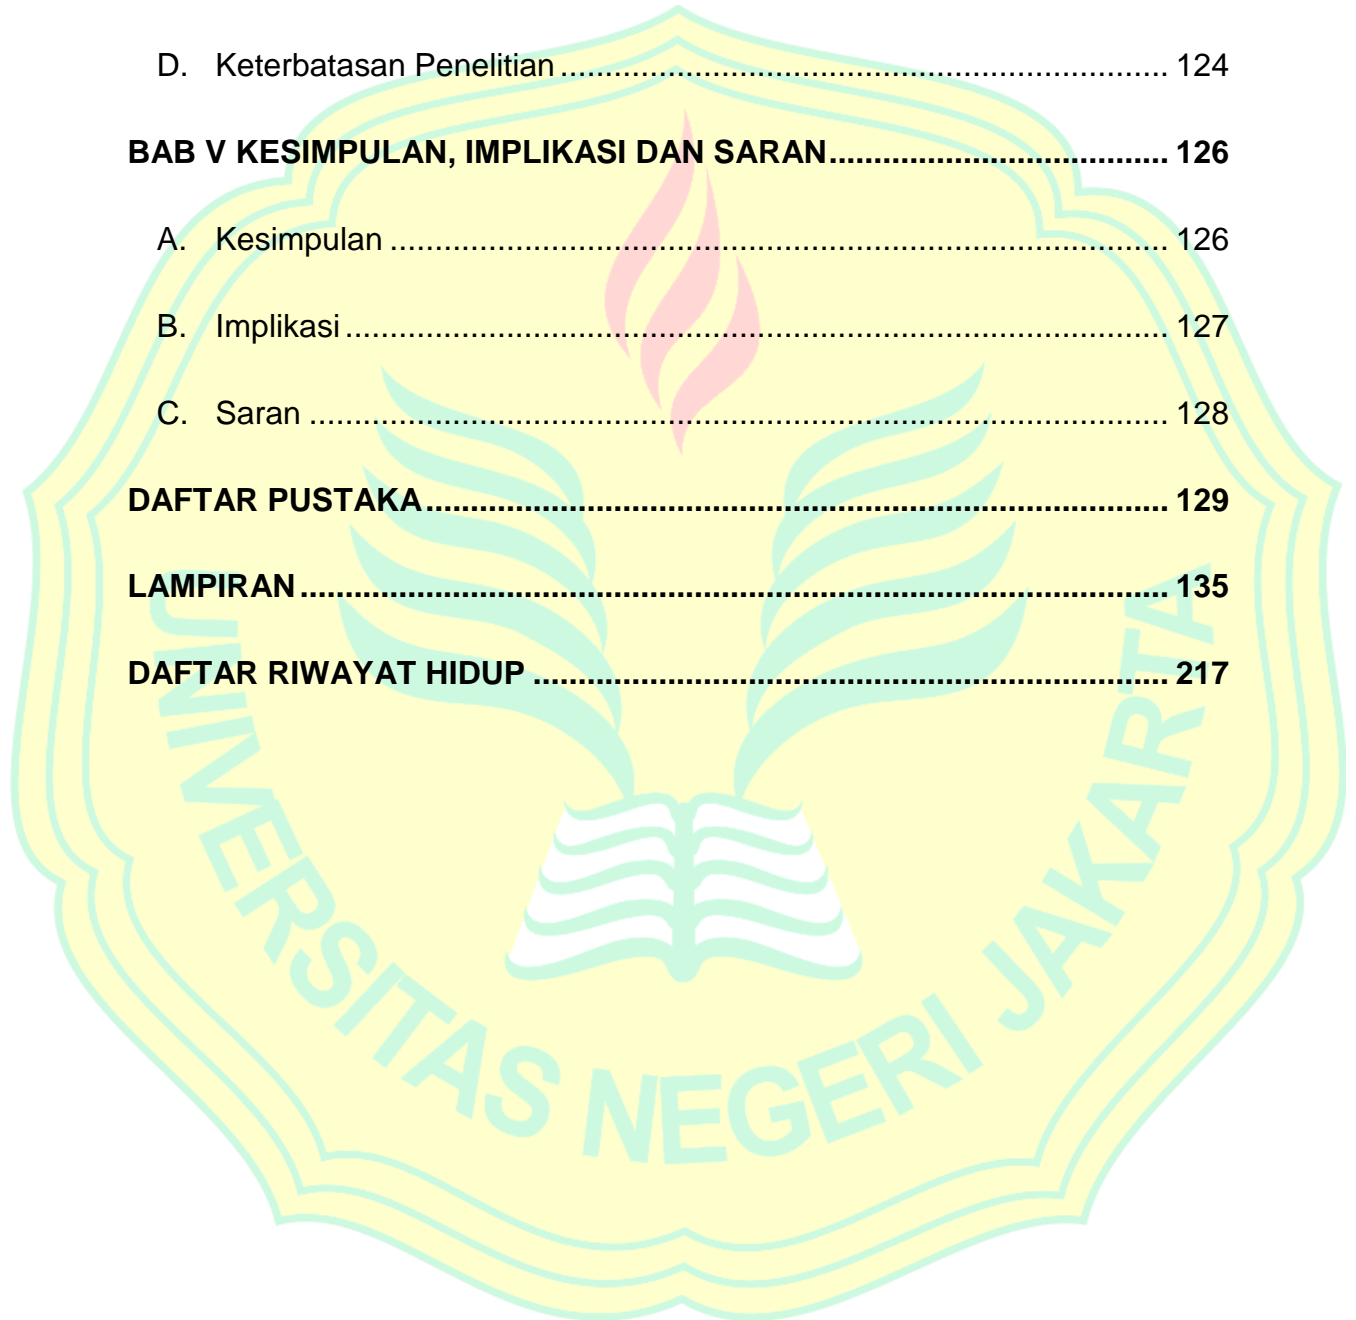 D. Keterbatasan Penelitian ..................................................................... 124
BAB V KESIMPULAN, IMPLIKASI DAN SARAN...................................... 126
A. Kesimpulan ........................................................................................ 126
B. Implikasi ............................................................................................. 127
C. Saran ................................................................................................. 128
DAFTAR PUSTAKA................................................................................... 129
LAMPIRAN ................................................................................................. 135
DAFTAR RIWAYAT HIDUP ....................................................................... 217
UNIVERSITAS NEGERI JAKARTA